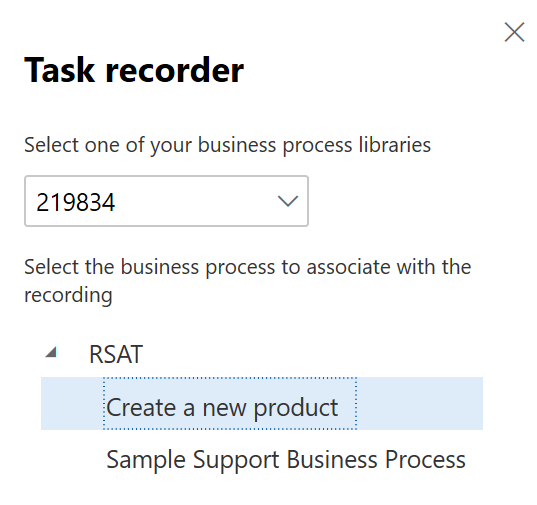 Task recorder
Select one of your business process libraries
219834
Select the business process to associate with the
recording
RSAT
Create a new product
Sample Support Business Process